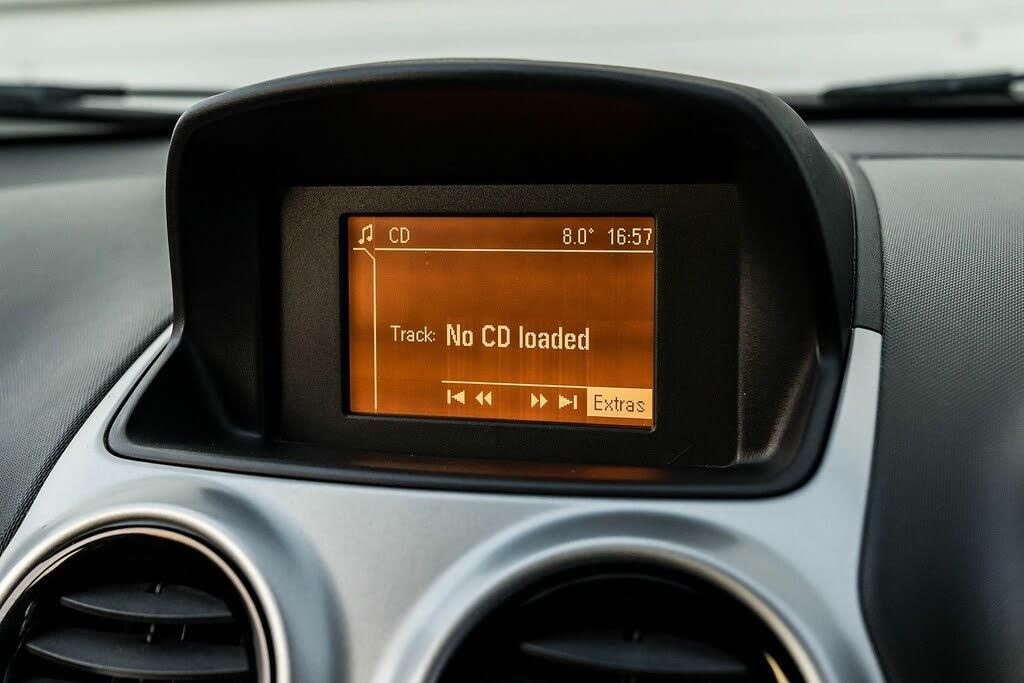 CD 8.0° 16:57
Track: No CD loaded
Extras